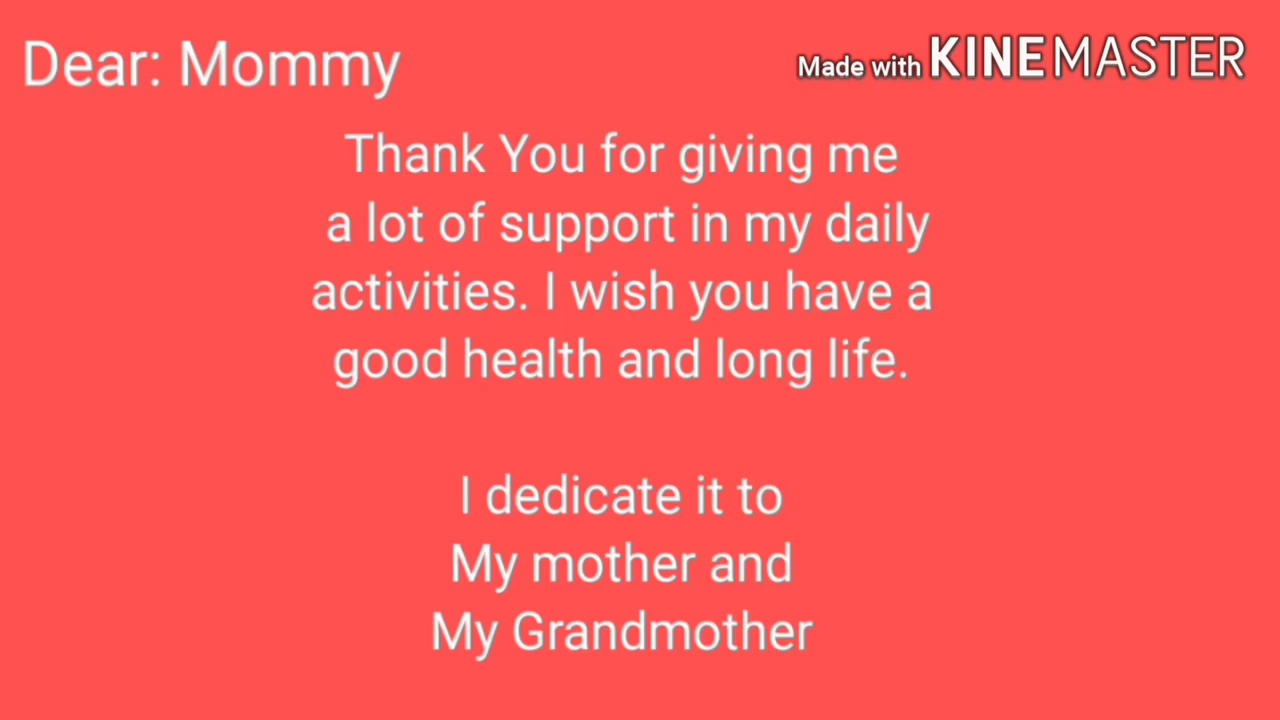 Dear: Mommy
Made with KINEMASTER
Thank You for giving me
a lot of support in my daily
activities. I wish you have a
good health and long life.
I dedicate it to
My mother and
My Grandmother